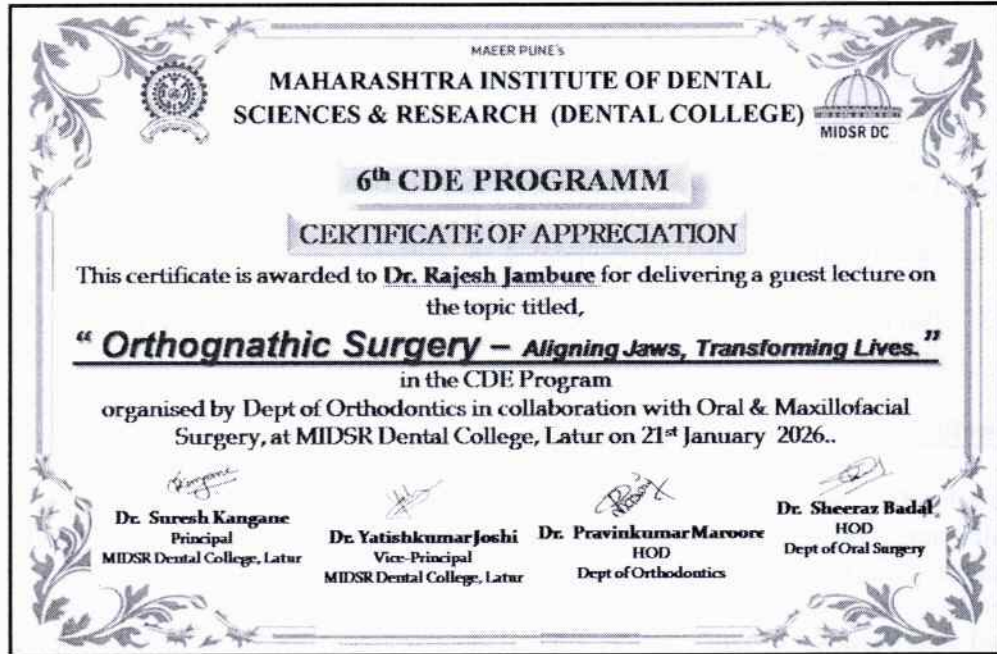 MAEER PUNE's
MAHARASHTRA INSTITUTE OF DENTAL
SCIENCES & RESEARCH (DENTAL COLLEGE)
MIDSR DC
6th CDE PROGRAMM
CERTIFICATE OF APPRECIATION
This certificate is awarded to Dr. Rajesh Jambure for delivering a guest lecture on
the topic titled,
“ Orthognathic Surgery – Aligning Jaws, Transforming Lives.”
in the CDE Program
organised by Dept of Orthodontics in collaboration with Oral & Maxillofacial
Surgery, at MIDSR Dental College, Latur on 21st January 2026..
Dr. Suresh Kangane
Principal
MIDSR Dental College, Latur
Dr. Yatishkumar Joshi
Vice-Principal
MIDSR Dental College, Latur
Dr. Pravinkumar Maroore
HOD
Dept of Orthodontics
Dr. Sheeraz Badal
HOD
Dept of Oral Surgery